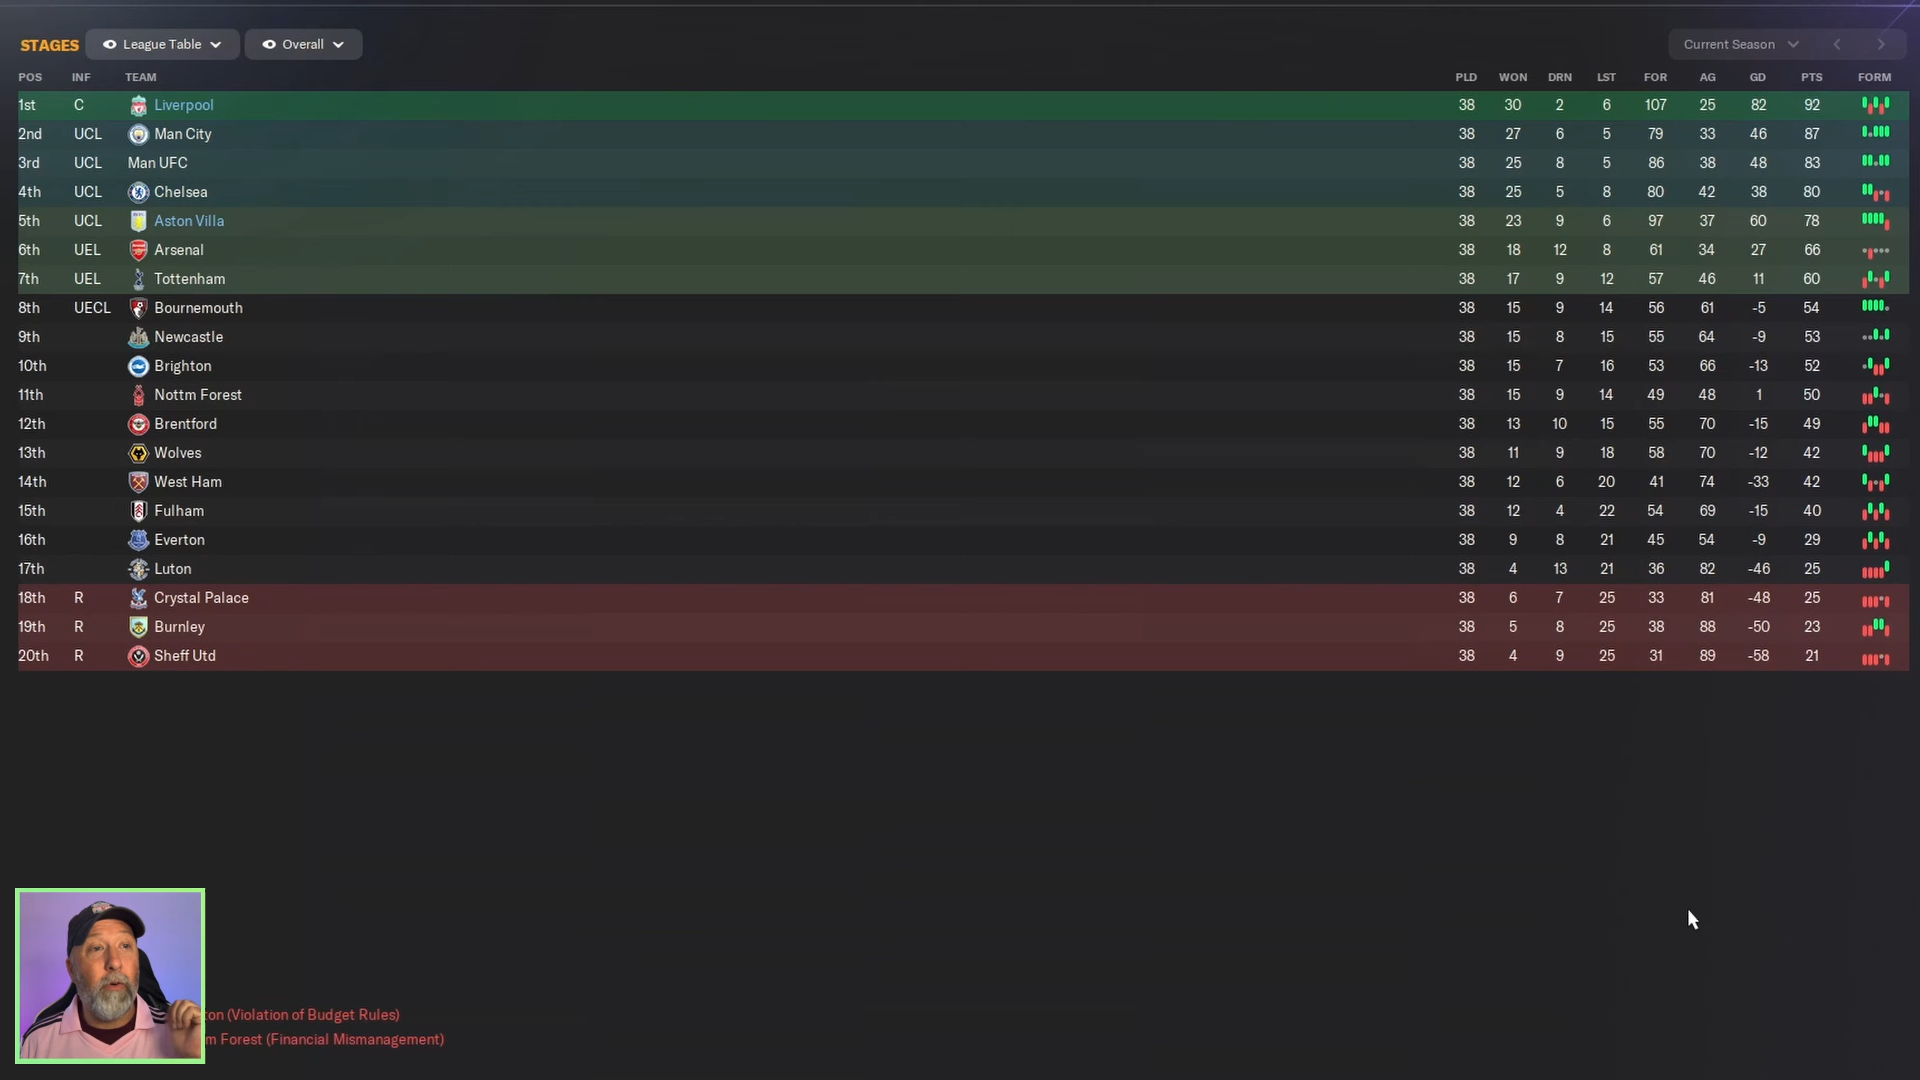 STAGES League Table Overall Current Season
POS INF TEAM PLD WON DRN LST FOR AG GD PTS FORM
1st C Liverpool 38 30 2 6 107 25 82 92
2nd UCL Man City 38 27 6 5 79 33 46 87
3rd UCL Man UFC 38 25 8 5 86 38 48 83
4th UCL Chelsea 38 25 5 8 80 42 38 80
5th UCL Aston Villa 38 23 9 6 97 37 60 78
6th UEL Arsenal 38 18 12 8 61 34 27 66
7th UEL Tottenham 38 17 9 12 57 46 11 60
8th UECL Bournemouth 38 15 9 14 56 61 -5 54
9th Newcastle 38 15 8 15 55 64 -9 53
10th Brighton 38 15 7 16 53 66 -13 52
11th Nottm Forest 38 15 9 14 49 48 1 50
12th Brentford 38 13 10 15 55 70 -15 49
13th Wolves 38 11 9 18 58 70 -12 42
14th West Ham 38 12 6 20 41 74 -33 42
15th Fulham 38 12 4 22 54 69 -15 40
16th Everton 38 9 8 21 45 54 -9 29
17th Luton 38 4 13 21 36 82 -46 25
18th R Crystal Palace 38 6 7 25 33 81 -48 25
19th R Burnley 38 5 8 25 38 88 -50 23
20th R Sheff Utd 38 4 9 25 31 89 -58 21
ton (Violation of Budget Rules)
m Forest (Financial Mismanagement)